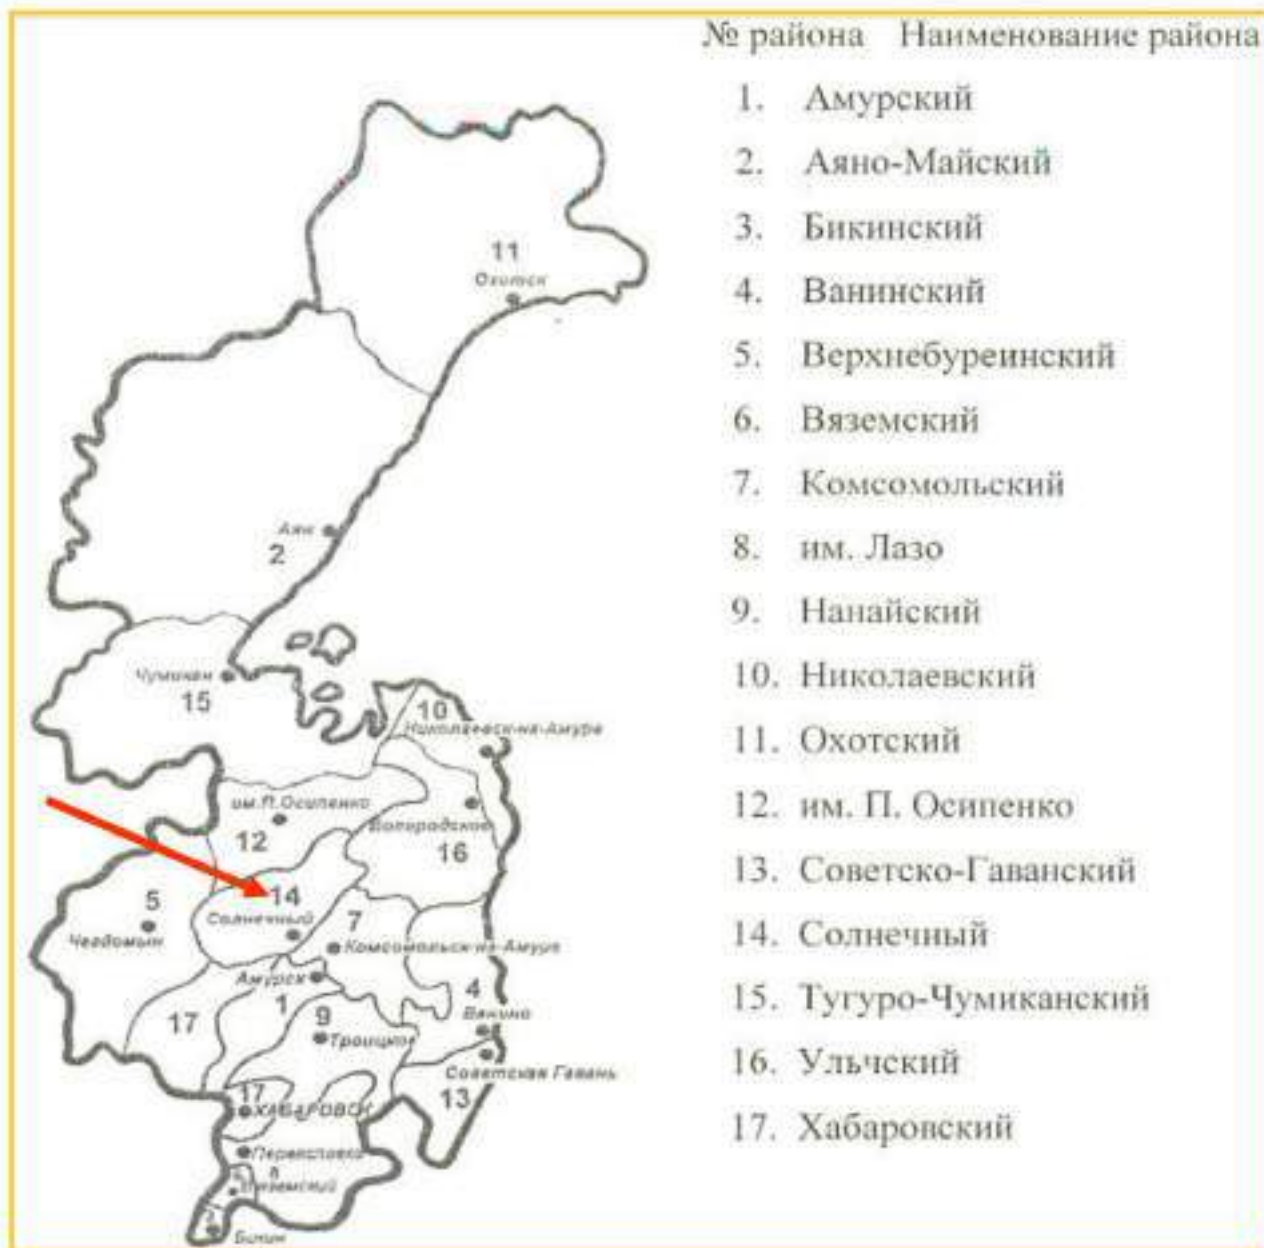 № района Наименование района
1. Амурский
2. Аяно-Майский
3. Бикинский
4. Ванинский
5. Верхнебуреинский
6. Вяземский
7. Комсомольский
8. им. Лазо
9. Нанайский
10. Николаевский
11. Охотский
12. им. П. Осипенко
13. Советско-Гаванский
14. Солнечный
15. Тугуро-Чумиканский
16. Ульчский
17. Хабаровский
11
Охотск
Аян
2
Чумикан
15
10
Николаевск-на-Амуре
им.П.Осипенко
12
Богородское
16
5
Чегдомын
14
Солнечный
7
Комсомольск-на-Амуре
Амурск
1
17
9
Троицкое
4
Ванино
Советская Гавань
13
17
ХАБАРОВСК
Переяславка
8
Вяземский
3
Бикин